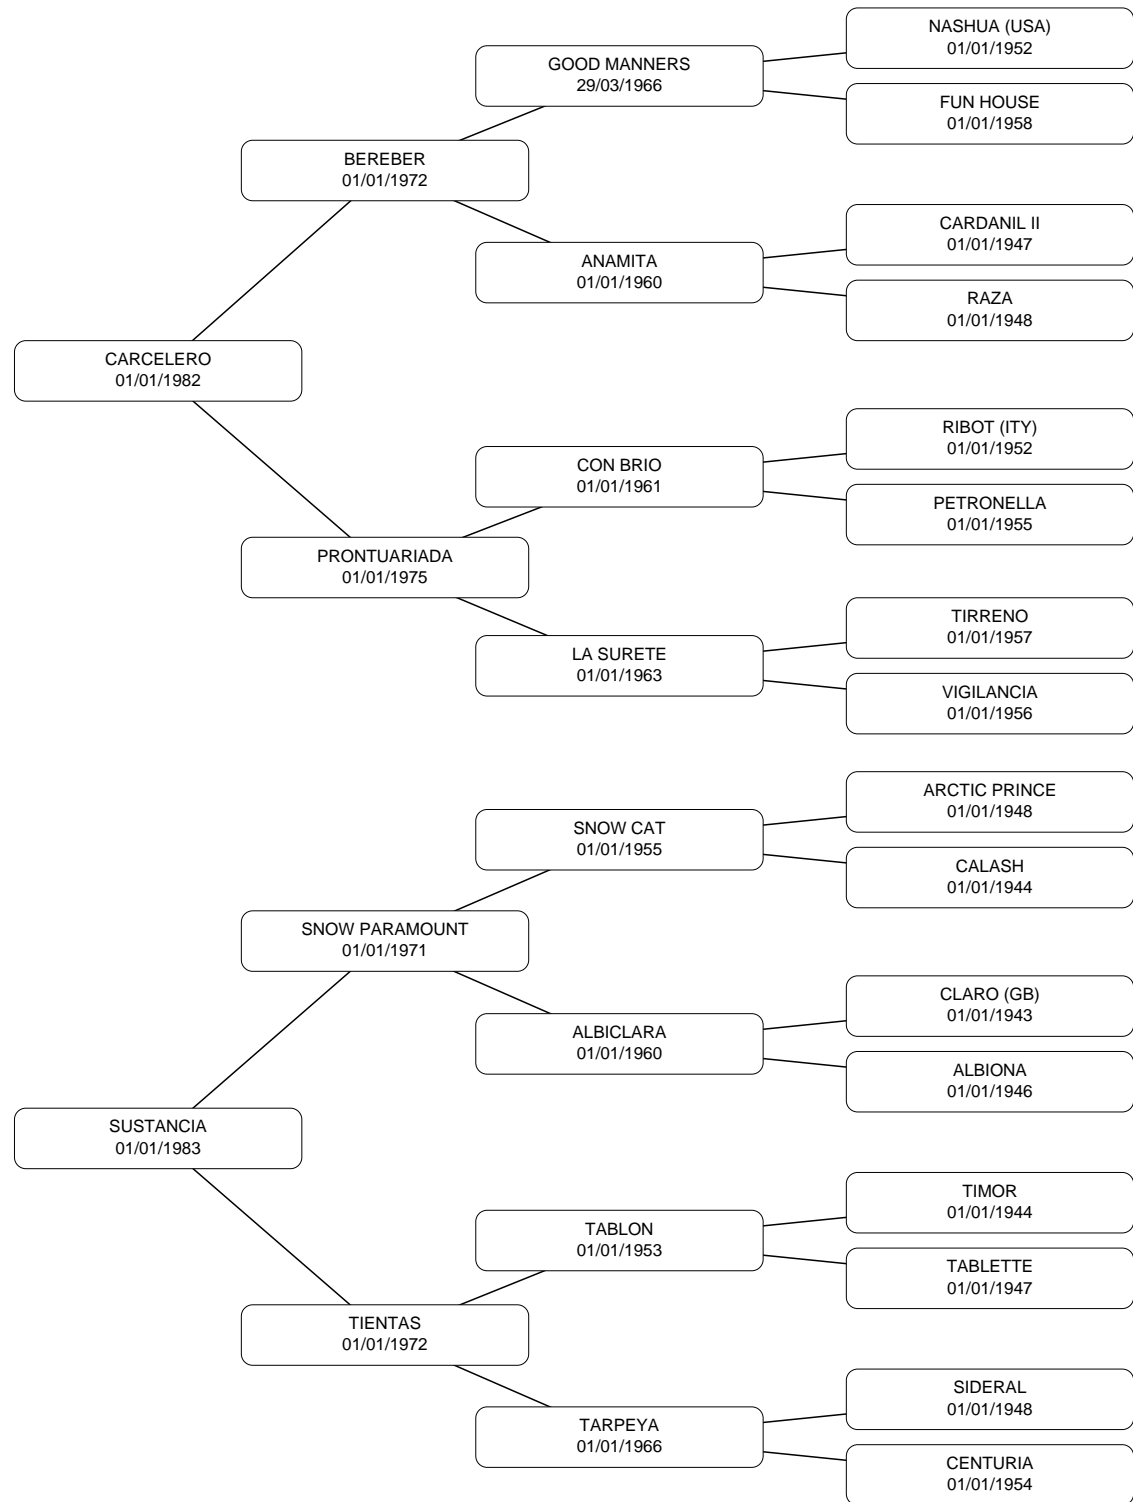 NASHUA (USA)
01/01/1952
GOOD MANNERS
29/03/1966
FUN HOUSE
01/01/1958
BEREBER
01/01/1972
CARDANIL II
01/01/1947
ANAMITA
01/01/1960
RAZA
01/01/1948
CARCELERO
01/01/1982
RIBOT (ITY)
01/01/1952
CON BRIO
01/01/1961
PETRONELLA
01/01/1955
PRONTUARIADA
01/01/1975
TIRRENO
01/01/1957
LA SURETE
01/01/1963
VIGILANCIA
01/01/1956
ARCTIC PRINCE
01/01/1948
SNOW CAT
01/01/1955
CALASH
01/01/1944
SNOW PARAMOUNT
01/01/1971
CLARO (GB)
01/01/1943
ALBICLARA
01/01/1960
ALBIONA
01/01/1946
SUSTANCIA
01/01/1983
TIMOR
01/01/1944
TABLON
01/01/1953
TABLETTE
01/01/1947
TIENTAS
01/01/1972
SIDERAL
01/01/1948
TARPEYA
01/01/1966
CENTURIA
01/01/1954